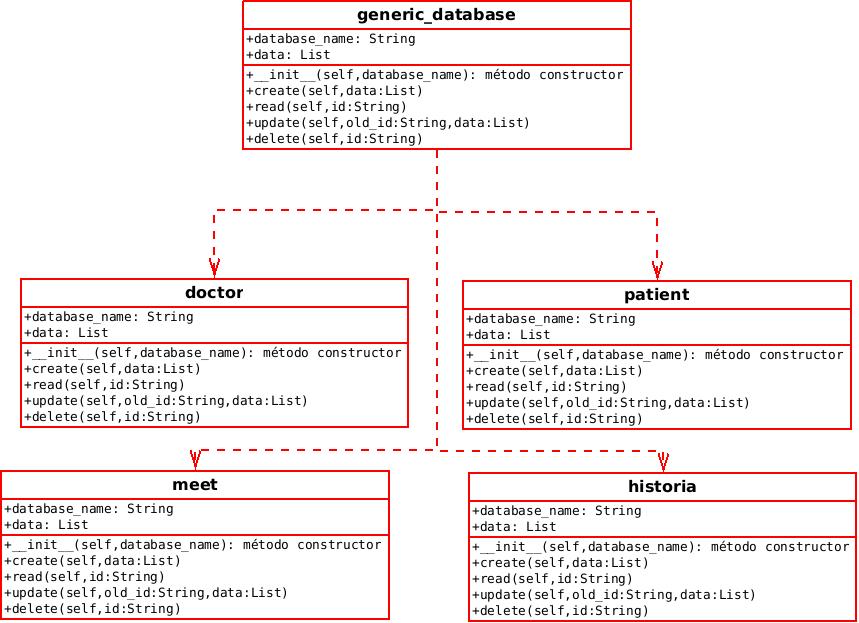 generic_database
+database_name: String
+data: List
+__init__(self,database_name): método constructor
+create(self,data:List)
+read(self,id:String)
+update(self,old_id:String,data:List)
+delete(self,id:String)
doctor
+database_name: String
+data: List
+__init__(self,database_name): método constructor
+create(self,data:List)
+read(self,id:String)
+update(self,old_id:String,data:List)
+delete(self,id:String)
patient
+database_name: String
+data: List
+__init__(self,database_name): método constructor
+create(self,data:List)
+read(self,id:String)
+update(self,old_id:String,data:List)
+delete(self,id:String)
meet
+database_name: String
+data: List
+__init__(self,database_name): método constructor
+create(self,data:List)
+read(self,id:String)
+update(self,old_id:String,data:List)
+delete(self,id:String)
historia
+database_name: String
+data: List
+__init__(self,database_name): método constructor
+create(self,data:List)
+read(self,id:String)
+update(self,old_id:String,data:List)
+delete(self,id:String)